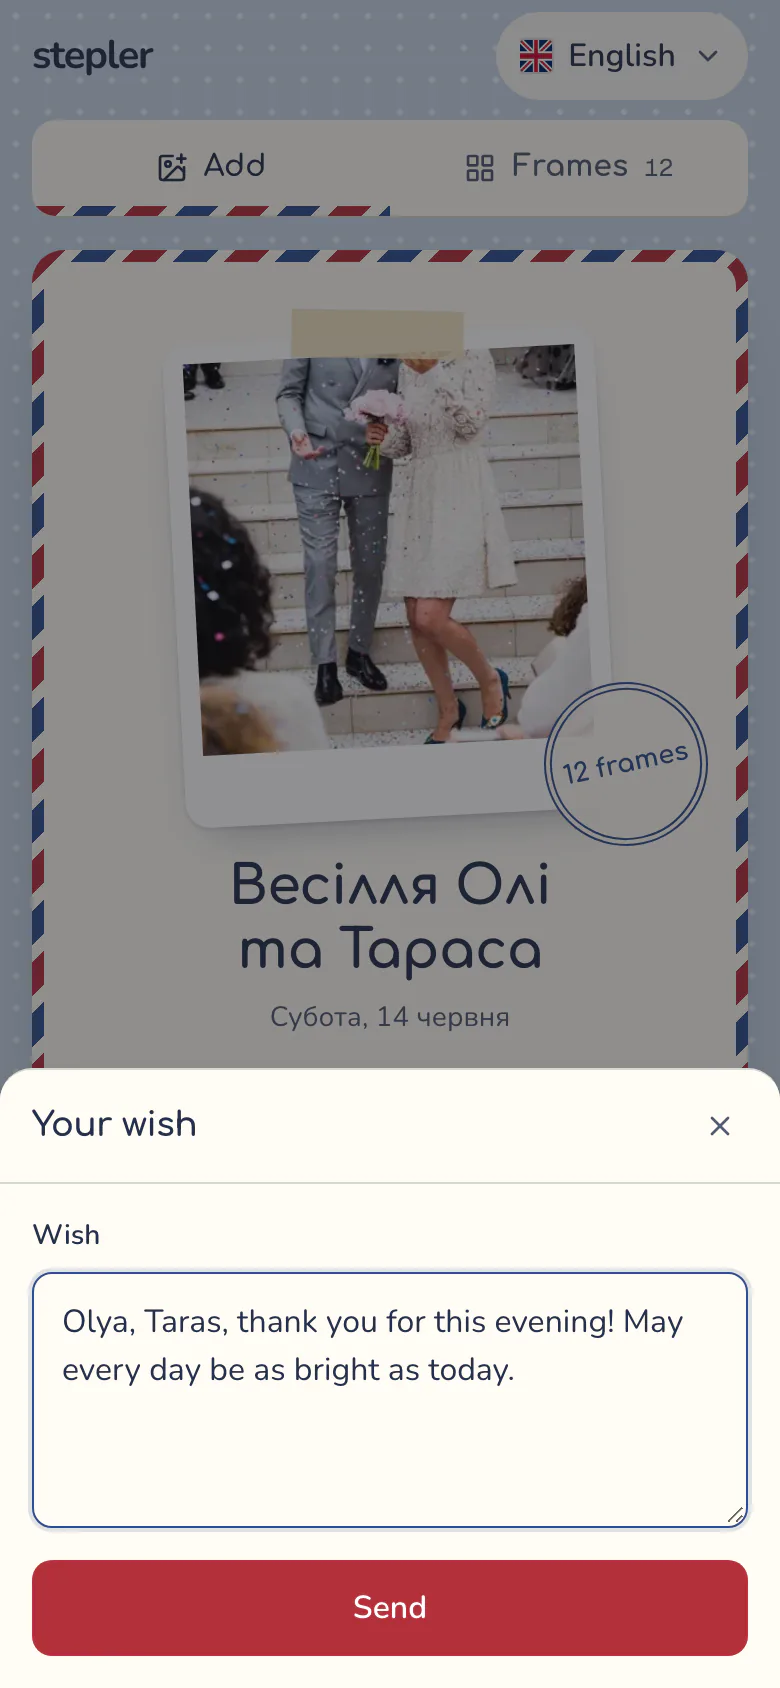 stepler
English
Add
Frames 12
12 frames
Весілля Олі
та Тараса
Субота, 14 червня
Your wish
Wish
Olya, Taras, thank you for this evening! May
every day be as bright as today.
Send